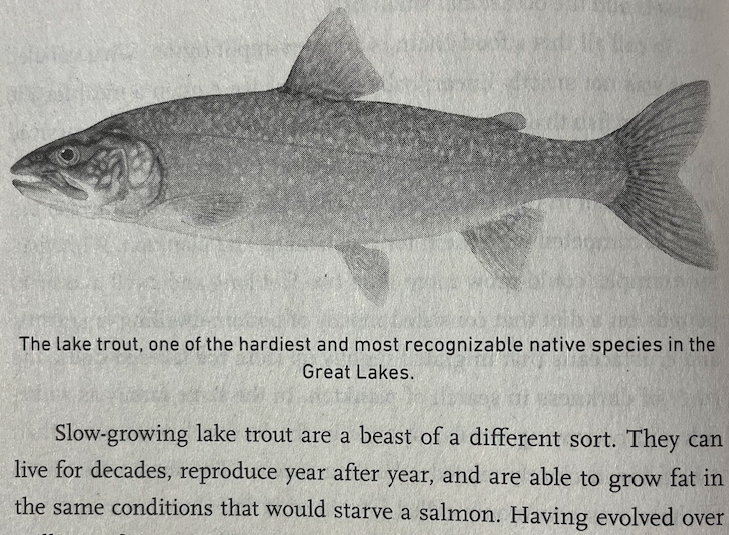 The lake trout, one of the hardiest and most recognizable native species in the
Great Lakes.
Slow-growing lake trout are a beast of a different sort. They can
live for decades, reproduce year after year, and are able to grow fat in
the same conditions that would starve a salmon. Having evolved over